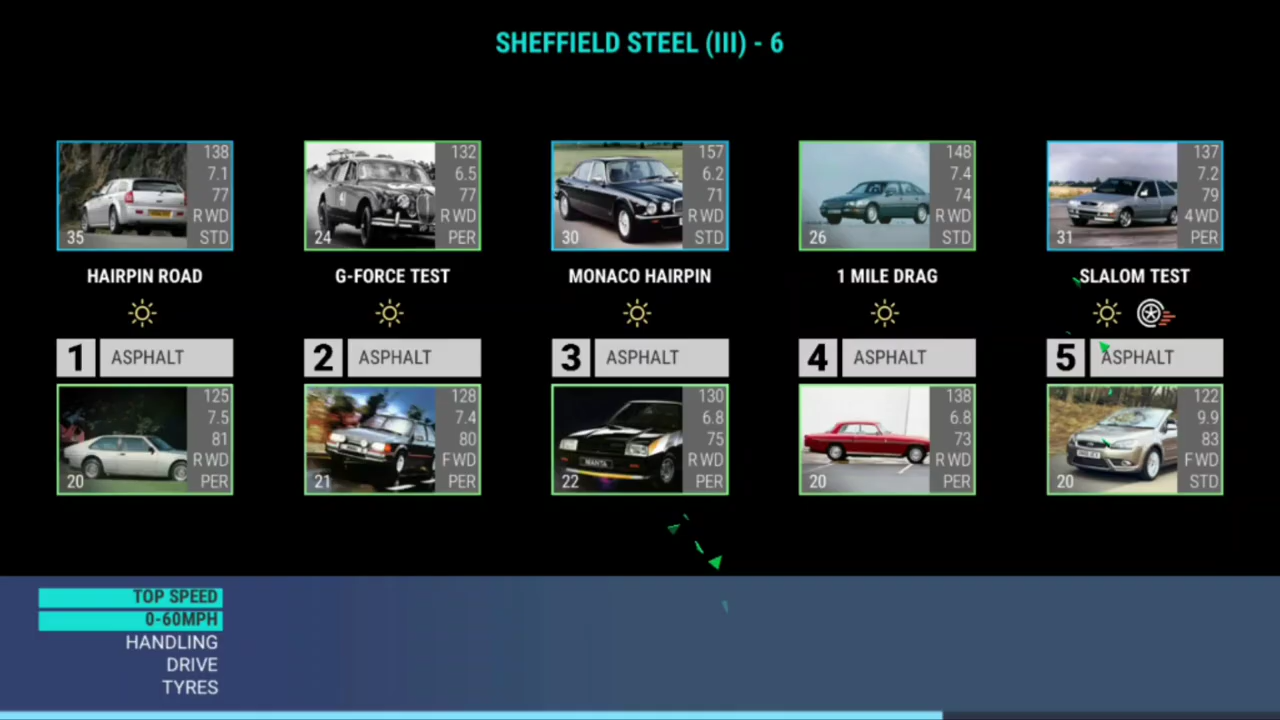 SHEFFIELD STEEL (III) - 6
138
7.1
77
RWD
STD
35
132
6.5
77
RWD
PER
24
157
6.2
71
RWD
STD
30
148
7.4
74
RWD
STD
26
137
7.2
79
4WD
PER
31
HAIRPIN ROAD
G-FORCE TEST
MONACO HAIRPIN
1 MILE DRAG
SLALOM TEST
1 ASPHALT
2 ASPHALT
3 ASPHALT
4 ASPHALT
5 ASPHALT
125
7.5
81
RWD
PER
20
128
7.4
80
FWD
PER
21
130
6.8
75
RWD
PER
MANTA
22
138
6.8
73
RWD
PER
20
122
9.9
83
FWD
STD
20
TOP SPEED
0-60MPH
HANDLING
DRIVE
TYRES